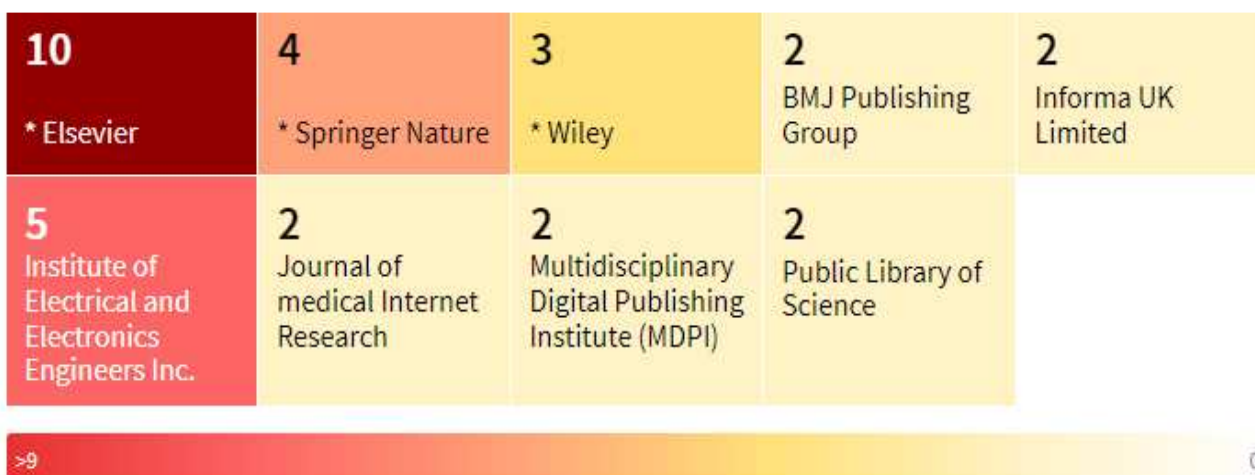 10
* Elsevier
4
* Springer Nature
3
* Wiley
2
BMJ Publishing
Group
2
Informa UK
Limited
5
Institute of
Electrical and
Electronics
Engineers Inc.
2
Journal of
medical Internet
Research
2
Multidisciplinary
Digital Publishing
Institute (MDPI)
2
Public Library of
Science
>9